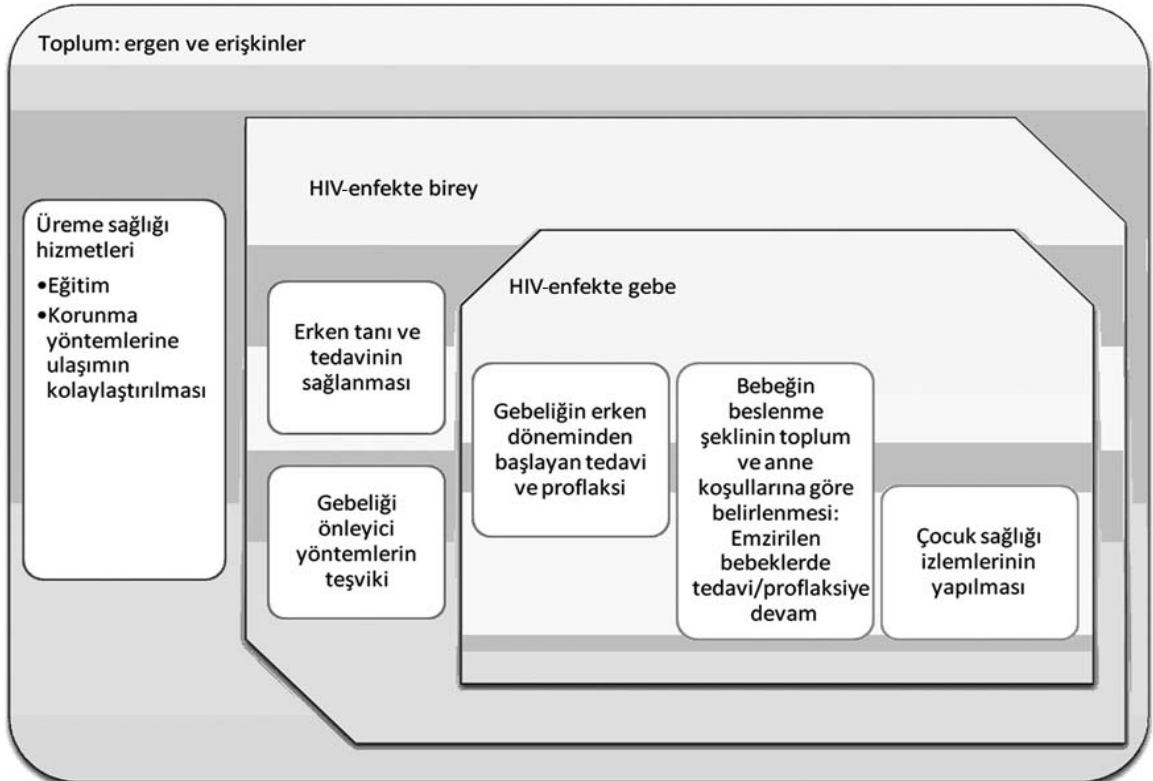 Toplum: ergen ve erişkinler
HIV-enfekte birey
HIV-enfekte gebe
Üreme sağlığı
hizmetleri
•Eğitim
•Korunma
yöntemlerine
ulaşımın
kolaylaştırılması
Erken tanı ve
tedavinin
sağlanması
Gebeliği
önleyici
yöntemlerin
teşviki
Gebeliğin erken
döneminden
başlayan tedavi
ve proflaksi
Bebeğin
beslenme
şeklinin toplum
ve anne
koşullarına göre
belirlenmesi:
Emzirilen
bebeklerde
tedavi/proflaksiye
devam
Çocuk sağlığı
izlemlerinin
yapılması